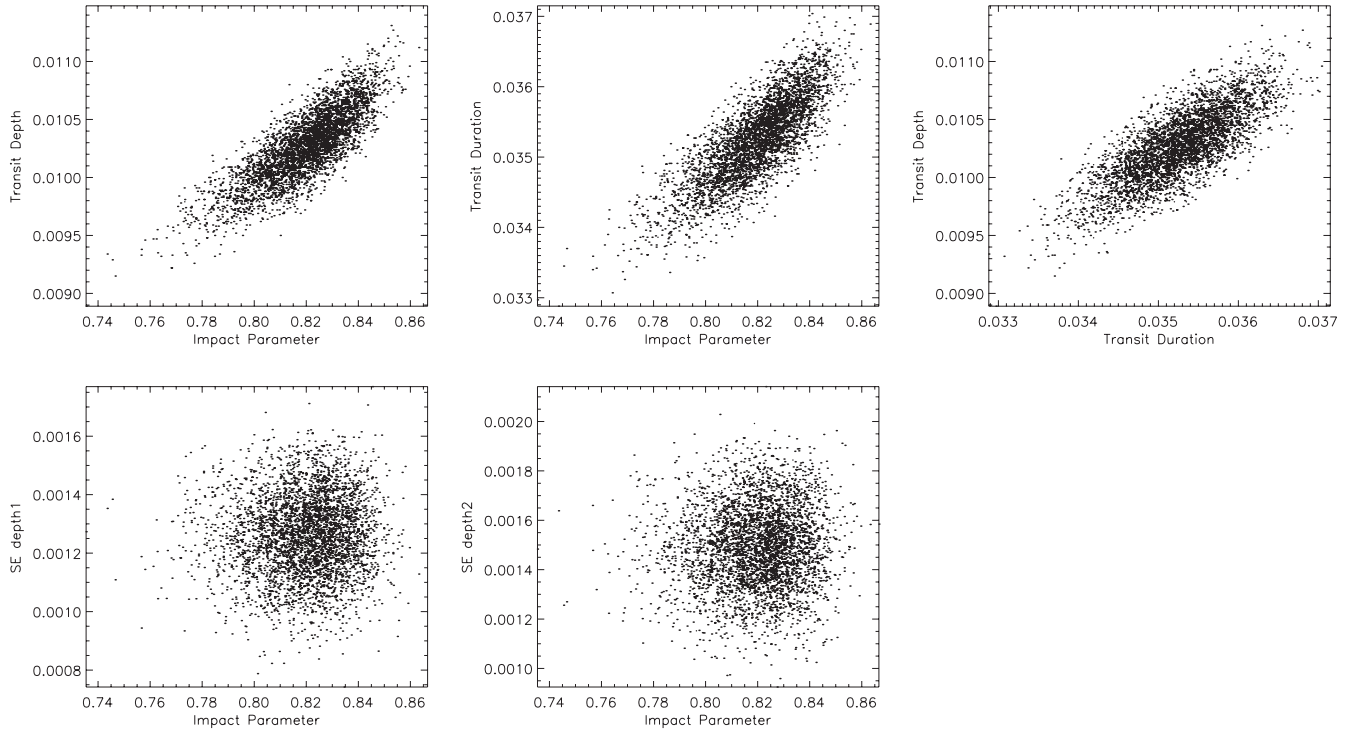 Transit Depth
0.0110
0.0105
0.0100
0.0095
0.0090
0.74 0.76 0.78 0.80 0.82 0.84 0.86
Impact Parameter
Transit Duration
0.037
0.036
0.035
0.034
0.033
0.74 0.76 0.78 0.80 0.82 0.84 0.86
Impact Parameter
Transit Depth
0.0110
0.0105
0.0100
0.0095
0.0090
0.033 0.034 0.035 0.036 0.037
Transit Duration
SE depth1
0.0016
0.0014
0.0012
0.0010
0.0008
0.74 0.76 0.78 0.80 0.82 0.84 0.86
Impact Parameter
SE depth2
0.0020
0.0018
0.0016
0.0014
0.0012
0.0010
0.74 0.76 0.78 0.80 0.82 0.84 0.86
Impact Parameter